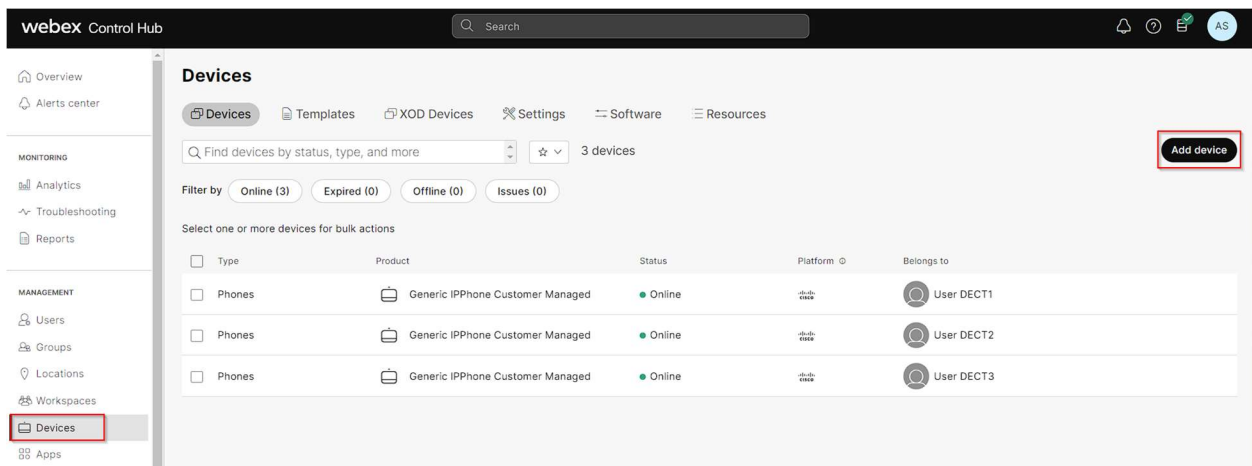 webex Control Hub
Search
AS
Overview
Alerts center
MONITORING
Analytics
Troubleshooting
Reports
MANAGEMENT
Users
Groups
Locations
Workspaces
Devices
Apps
Devices
Devices Templates XOD Devices Settings Software Resources
Find devices by status, type, and more 3 devices Add device
Filter by Online (3) Expired (0) Offline (0) Issues (0)
Select one or more devices for bulk actions
Type Product Status Platform Belongs to
Phones Generic IPPhone Customer Managed Online CISCO User DECT1
Phones Generic IPPhone Customer Managed Online CISCO User DECT2
Phones Generic IPPhone Customer Managed Online CISCO User DECT3